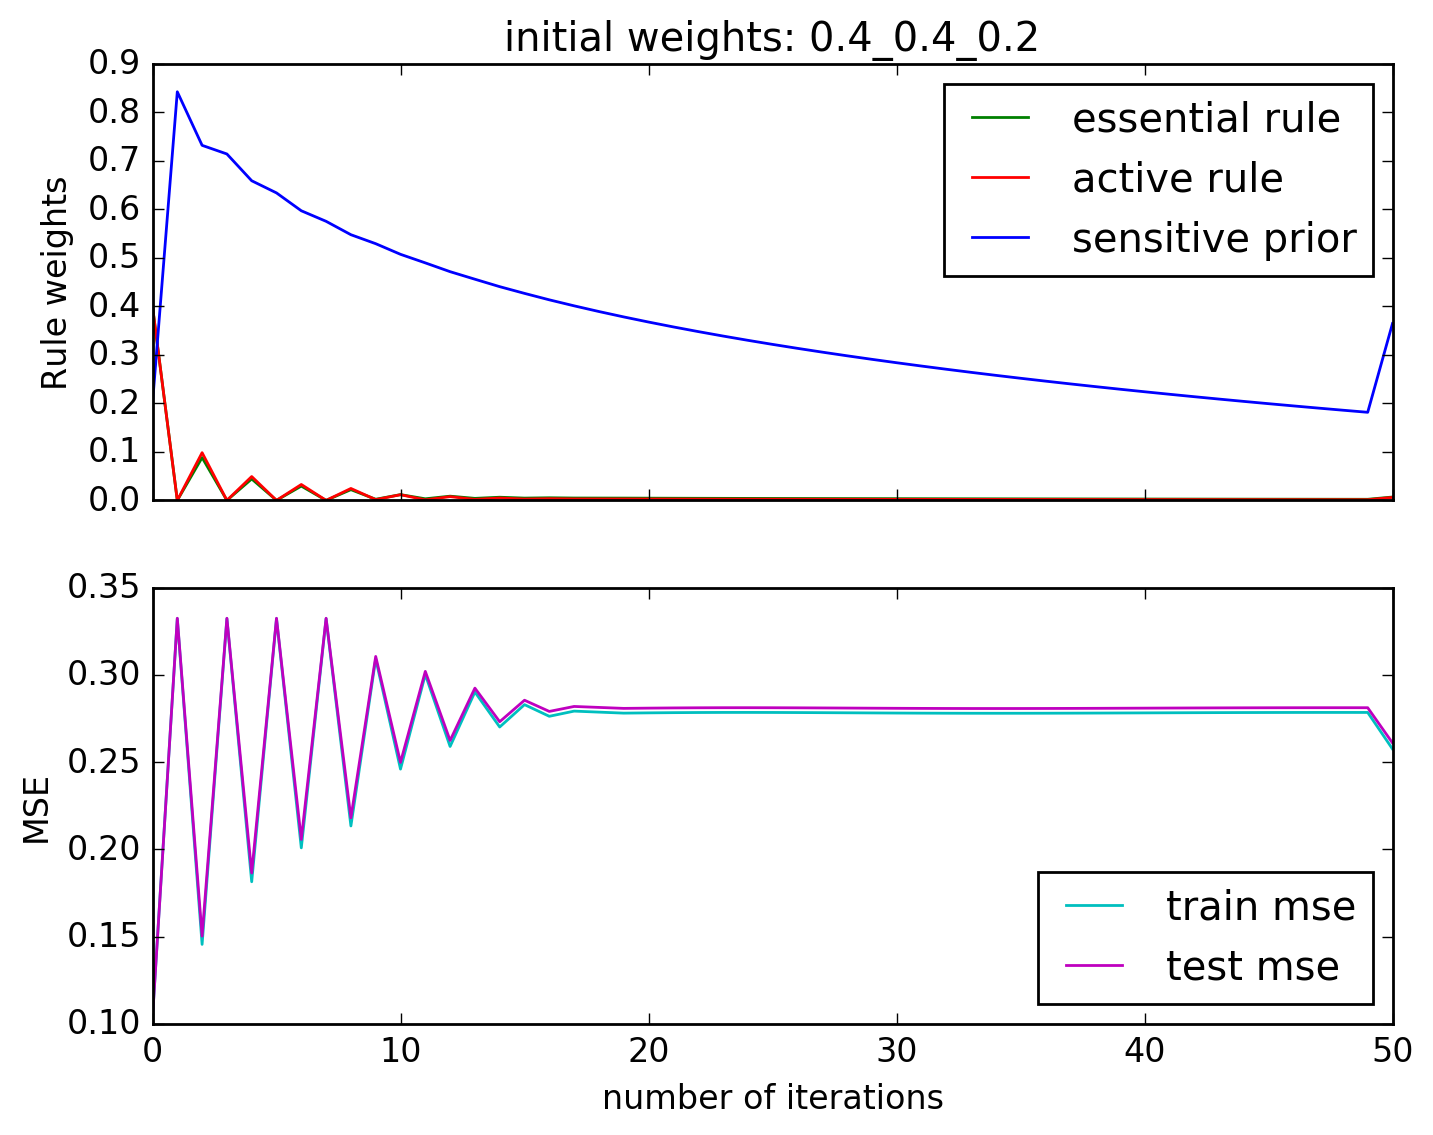 initial weights: 0.4_0.4_0.2
0.9
0.8
0.7
0.6
0.5
0.4
0.3
0.2
0.1
0.0
Rule weights
essential rule
active rule
sensitive prior
0.35
0.30
0.25
0.20
0.15
0.10
MSE
train mse
test mse
0 10 20 30 40 50
number of iterations